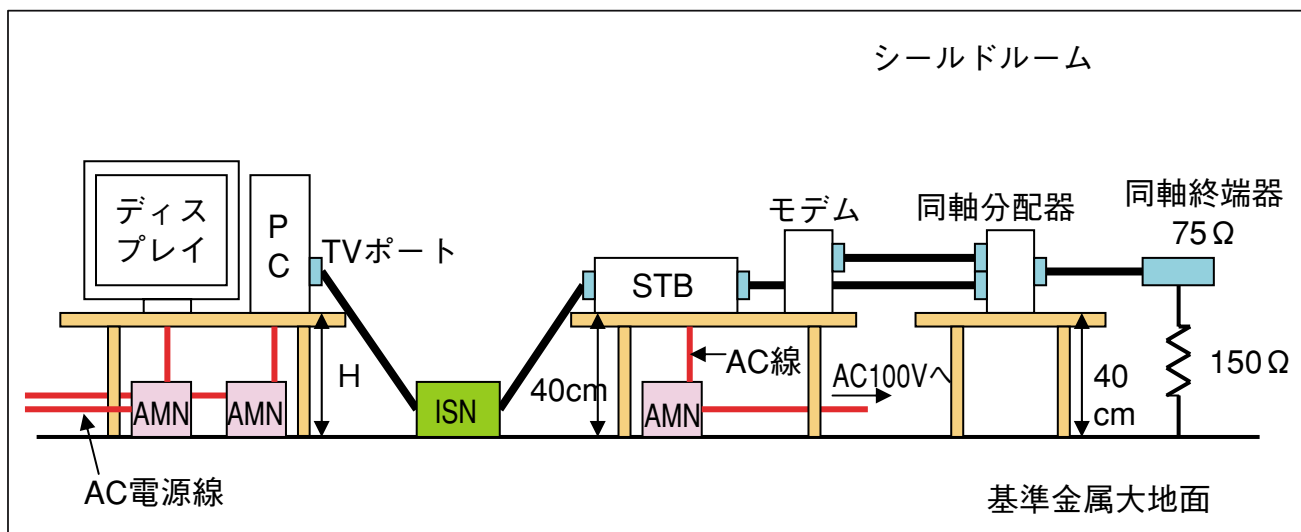 シールドルーム
ディス
プレイ
P
C
TVポート
STB
モデム
同軸分配器
同軸終端器
75Ω
H
40cm
AC線
AC100Vへ
40
cm
150Ω
AMN
AMN
ISN
AMN
AC電源線
基準金属大地面